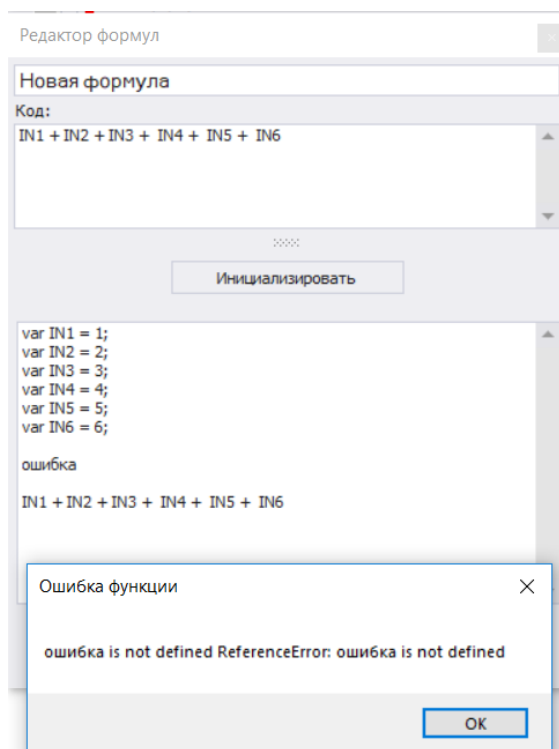 Редактор формул
Новая формула
Код:
IN1 + IN2 + IN3 + IN4 + IN5 + IN6
Инициализировать
var IN1 = 1;
var IN2 = 2;
var IN3 = 3;
var IN4 = 4;
var IN5 = 5;
var IN6 = 6;
ошибка
IN1 + IN2 + IN3 + IN4 + IN5 + IN6
Ошибка функции
ошибка is not defined ReferenceError: ошибка is not defined
OK